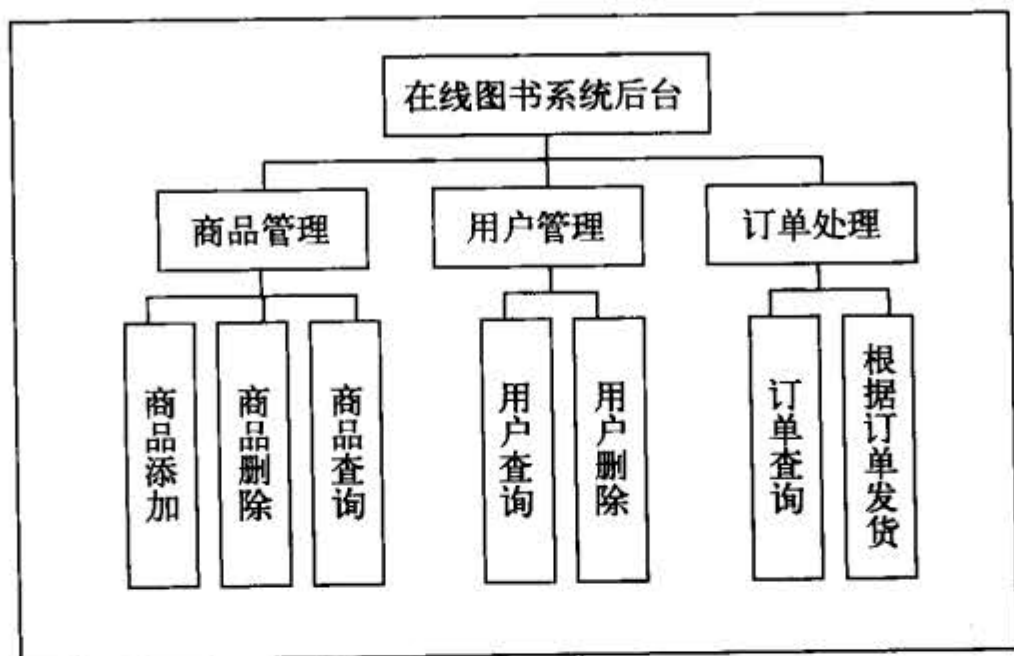 在线图书系统后台
商品管理
用户管理
订单处理
商品添加
商品删除
商品查询
用户查询
用户删除
订单查询
根据订单发货